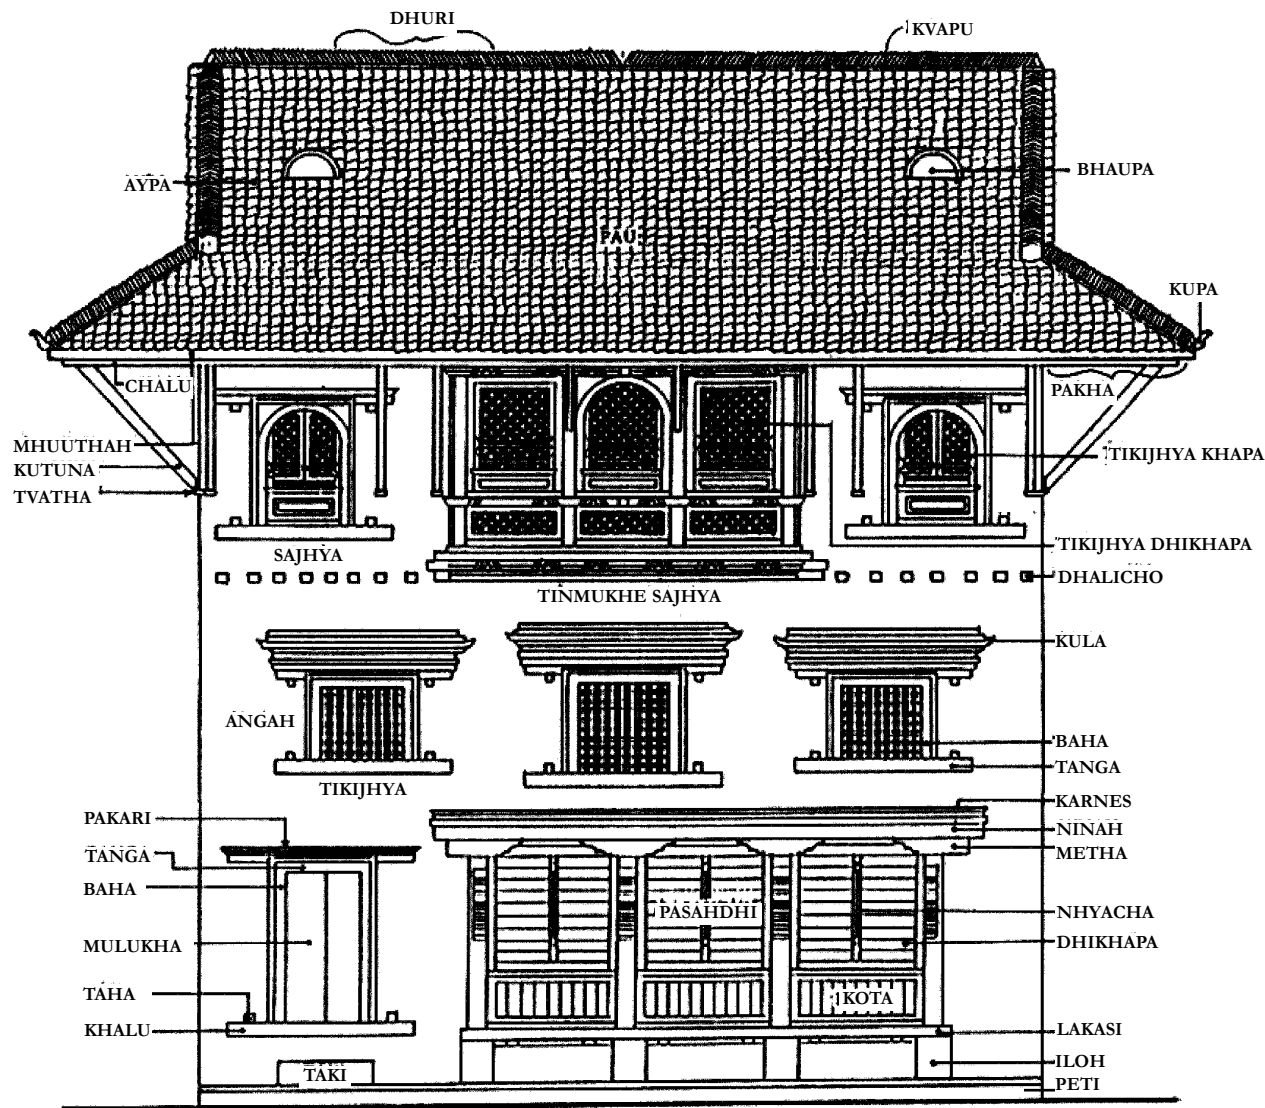 DHURI
KVAPU
AYPA
BHAUPA
PAU
KUPA
CHALU
PAKHA
MHUUTHAH
KUTUNA
TVATHA
TIKIJHYA KHAPA
SAJHYA
TIKIJHYA DHIKHAPA
DHALICHO
TINMUKHE SAJHYA
KULA
ANGAH
BAHA
TANGA
TIKIJHYA
KARNES
PAKARI
NINAH
TANGA
METHA
BAHA
PASAHDHI
NHYACHA
MULUKHA
DHIKHAPA
TAHA
KOTA
KHALU
LAKASI
ILOH
TAKI
PETI